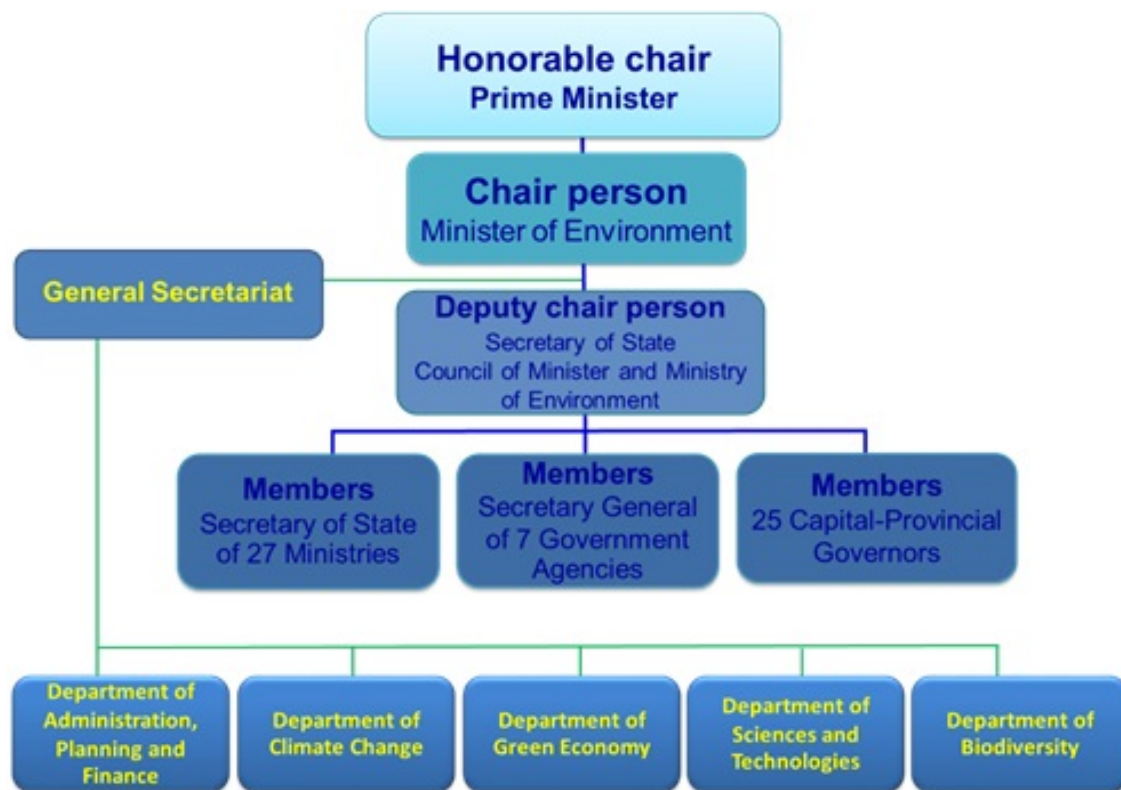 Honorable chair
Prime Minister
Chair person
Minister of Environment
General Secretariat
Deputy chair person
Secretary of State
Council of Minister and Ministry
of Environment
Members
Secretary of State
of 27 Ministries
Members
Secretary General
of 7 Government
Agencies
Members
25 Capital-Provincial
Governors
Department of
Administration,
Planning and
Finance
Department of
Climate Change
Department of
Green Economy
Department of
Sciences and
Technologies
Department of
Biodiversity